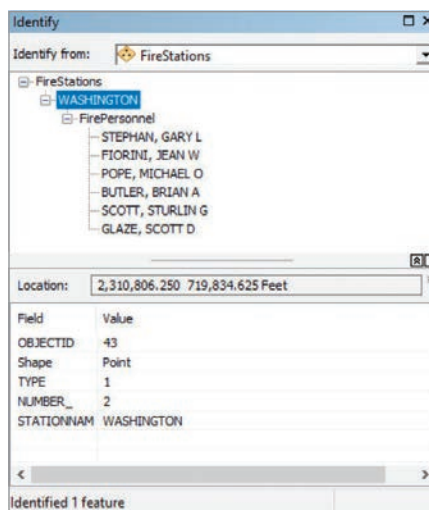 Identify
Identify from: FireStations
FireStations
WASHINGTON
FirePersonnel
STEPHAN, GARY L
FIORINI, JEAN W
POPE, MICHAEL O
BUTLER, BRIAN A
SCOTT, STURLIN G
GLAZE, SCOTT D
Location: 2,310,806.250 719,834.625 Feet
Field Value
OBJECTID 43
Shape Point
TYPE 1
NUMBER_ 2
STATIONNAM WASHINGTON
Identified 1 feature